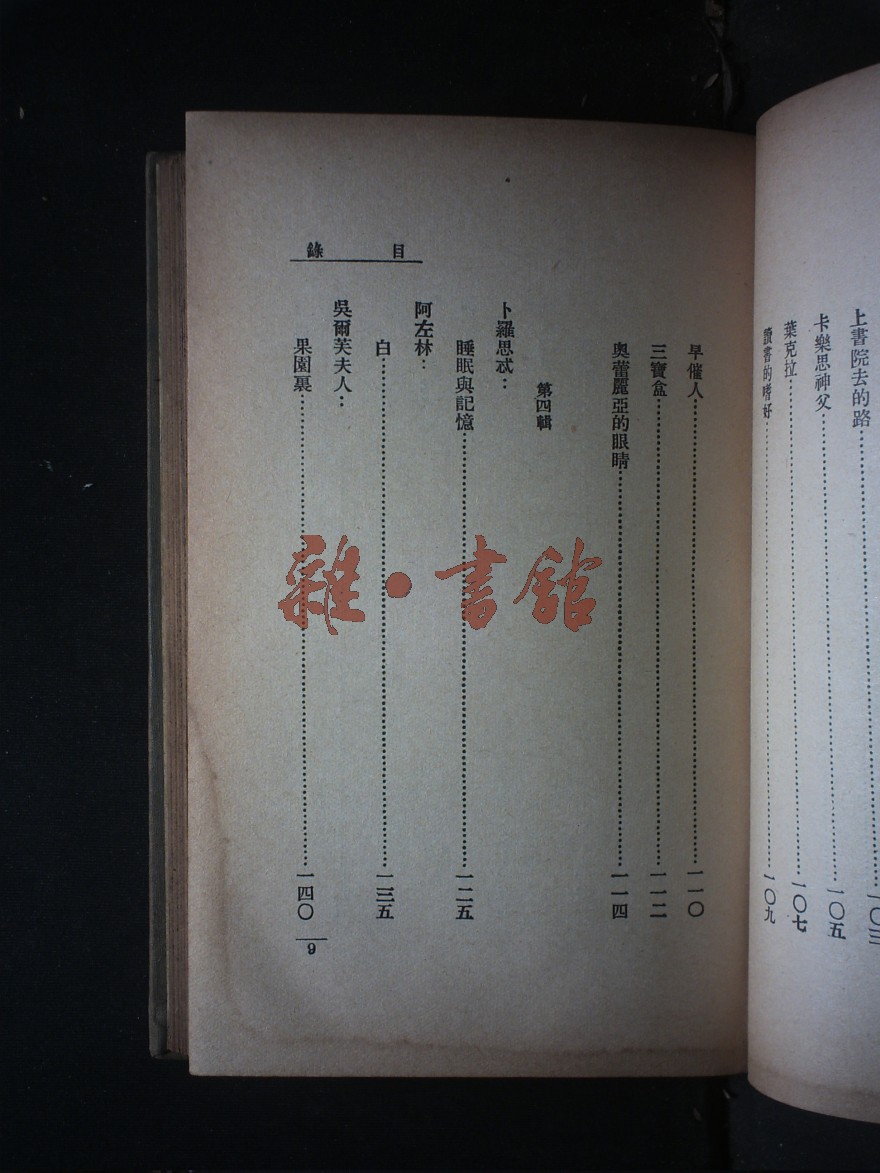 上書院去的路……一〇三
卡樂思神父……一〇五
葉克拉……一〇七
讀書的嗜好……一〇九
目錄
早催人……一一〇
三寶盒……一一二
奧蕾麗亞的眼睛……一一四
第四輯
卜羅思忒：
睡眠與記憶……一二五
阿左林：
白……一三五
吳爾芙夫人：
果園裏……一四〇
9
雜·書館